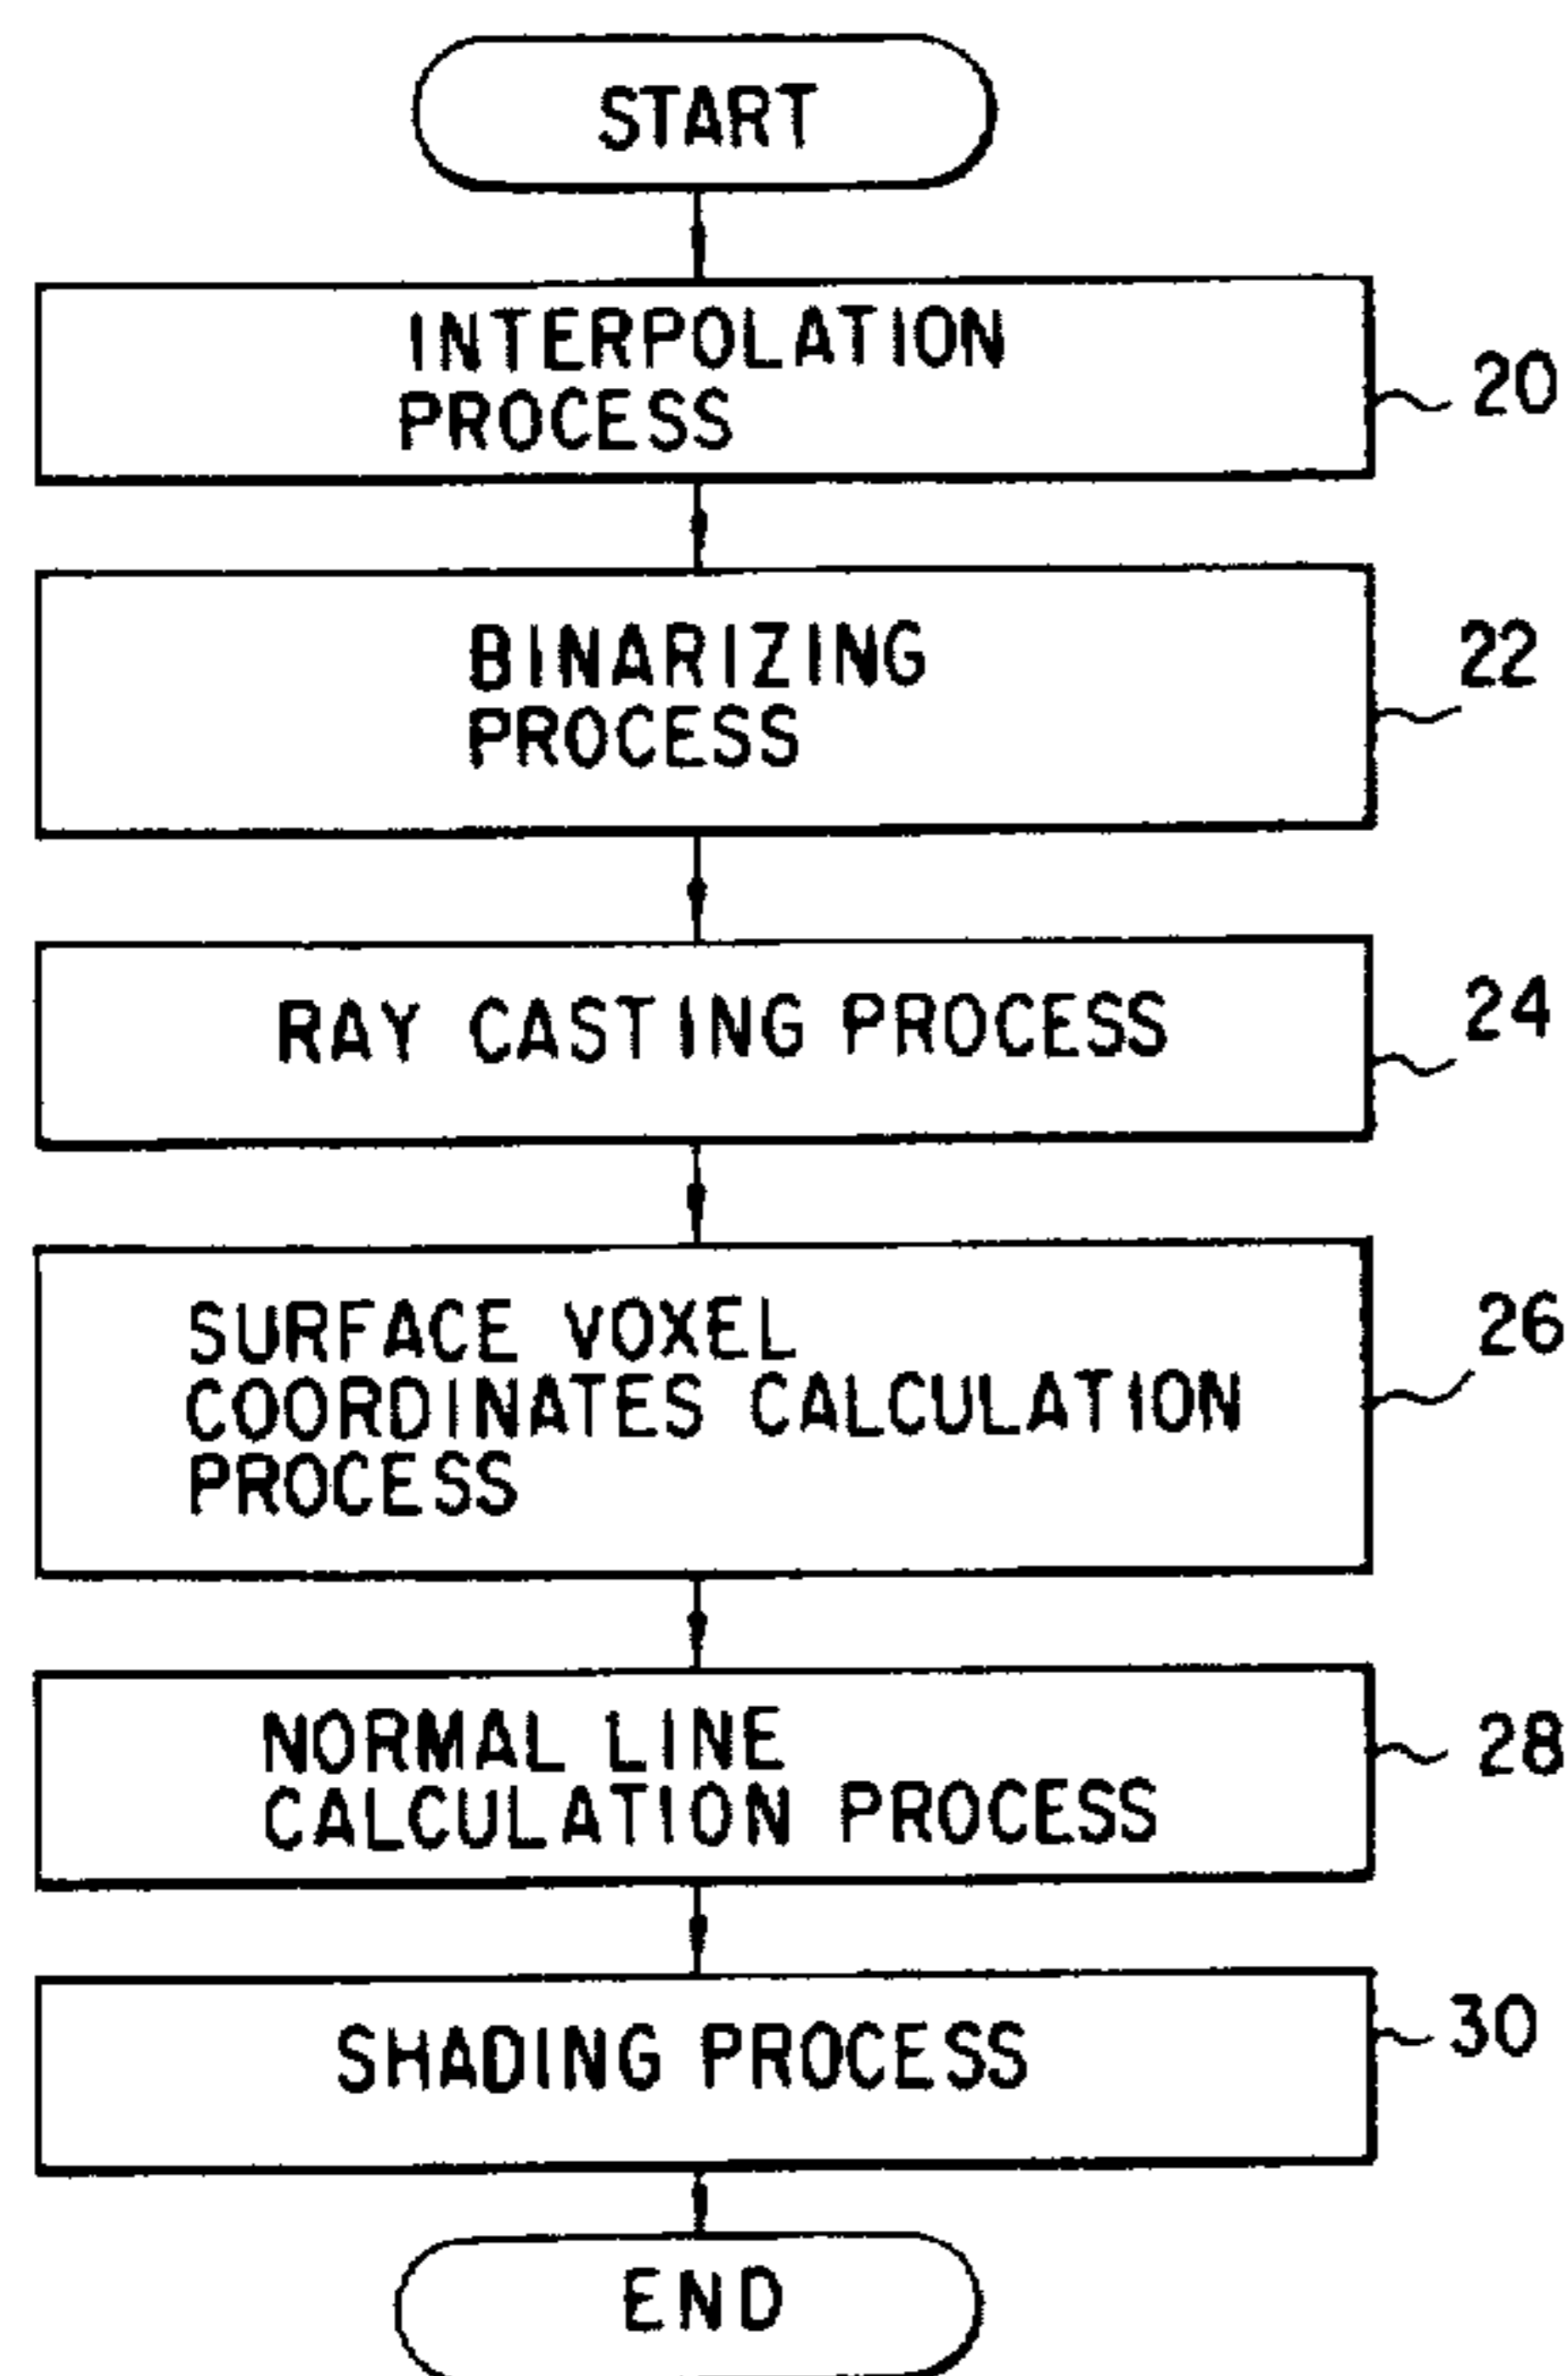 START
INTERPOLATION
PROCESS
20
BINARIZING
PROCESS
22
RAY CASTING PROCESS
24
SURFACE VOXEL
COORDINATES CALCULATION
PROCESS
26
NORMAL LINE
CALCULATION PROCESS
28
SHADING PROCESS
30
END